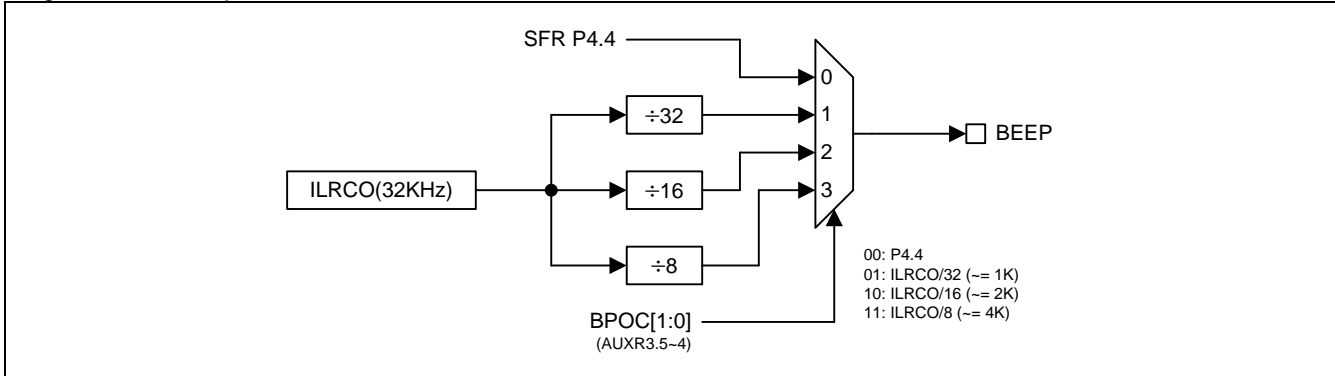 SFR P4.4
0
÷32
1
BEEP
2
ILRCO(32KHz)
÷16
3
÷8
00: P4.4
01: ILRCO/32 (~= 1K)
10: ILRCO/16 (~= 2K)
11: ILRCO/8 (~= 4K)
BPOC[1:0]
(AUXR3.5~4)